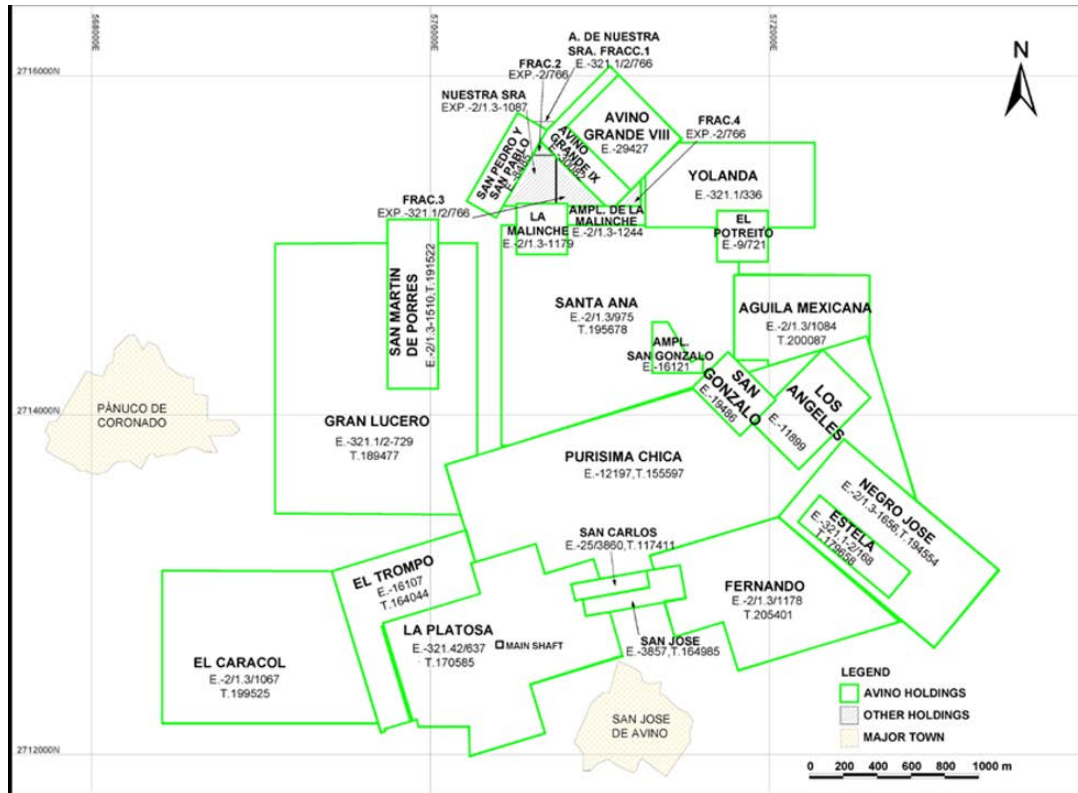 568000E
570000E
572000E
2716000N
2714000N
2712000N
A. DE NUESTRA
SRA. FRACC.1
E.-321.1/2/766
FRAC.2
EXP.-2/766
NUESTRA SRA
EXP.-2/1.3-1087
N
AVINO
GRANDE VIII
E.-29427
FRAC.4
EXP.-2/766
AVINO
GRANDE IX
E.-30082
SAN PEDRO Y
SAN PABLO
E.-8485
YOLANDA
E.-321.1/336
FRAC.3
EXP.-321.1/2/766
LA
MALINCHE
E.-2/1.3-1179
AMPL. DE LA
MALINCHE
E.-2/1.3-1244
EL
POTREITO
E.-9/721
SAN MARTIN
DE PORRES
E.-2/1.3-1510,T.191522
SANTA ANA
E.-2/1.3/975
T.195678
AGUILA MEXICANA
E.-2/1.3/1084
T.200087
AMPL.
SAN GONZALO
E.-16121
SAN
GONZALO
E.-19486
LOS
ANGELES
E.-11899
PÀNUCO DE
CORONADO
GRAN LUCERO
E.-321.1/2-729
T.189477
PURISIMA CHICA
E.-12197,T.155597
NEGRO JOSE
E.-2/1.3-1656,T.194554
ESTELA
E.-321.1-2/168
T.179658
SAN CARLOS
E.-25/3860,T.117411
EL TROMPO
E.-16107
T.164044
FERNANDO
E.-2/1.3/1178
T.205401
LA PLATOSA
E.-321.42/637
T.170585
MAIN SHAFT
SAN JOSE
E.-3857,T.164985
EL CARACOL
E.-2/1.3/1067
T.199525
SAN JOSE
DE AVINO
LEGEND
AVINO HOLDINGS
OTHER HOLDINGS
MAJOR TOWN
0 200 400 600 800 1000 m